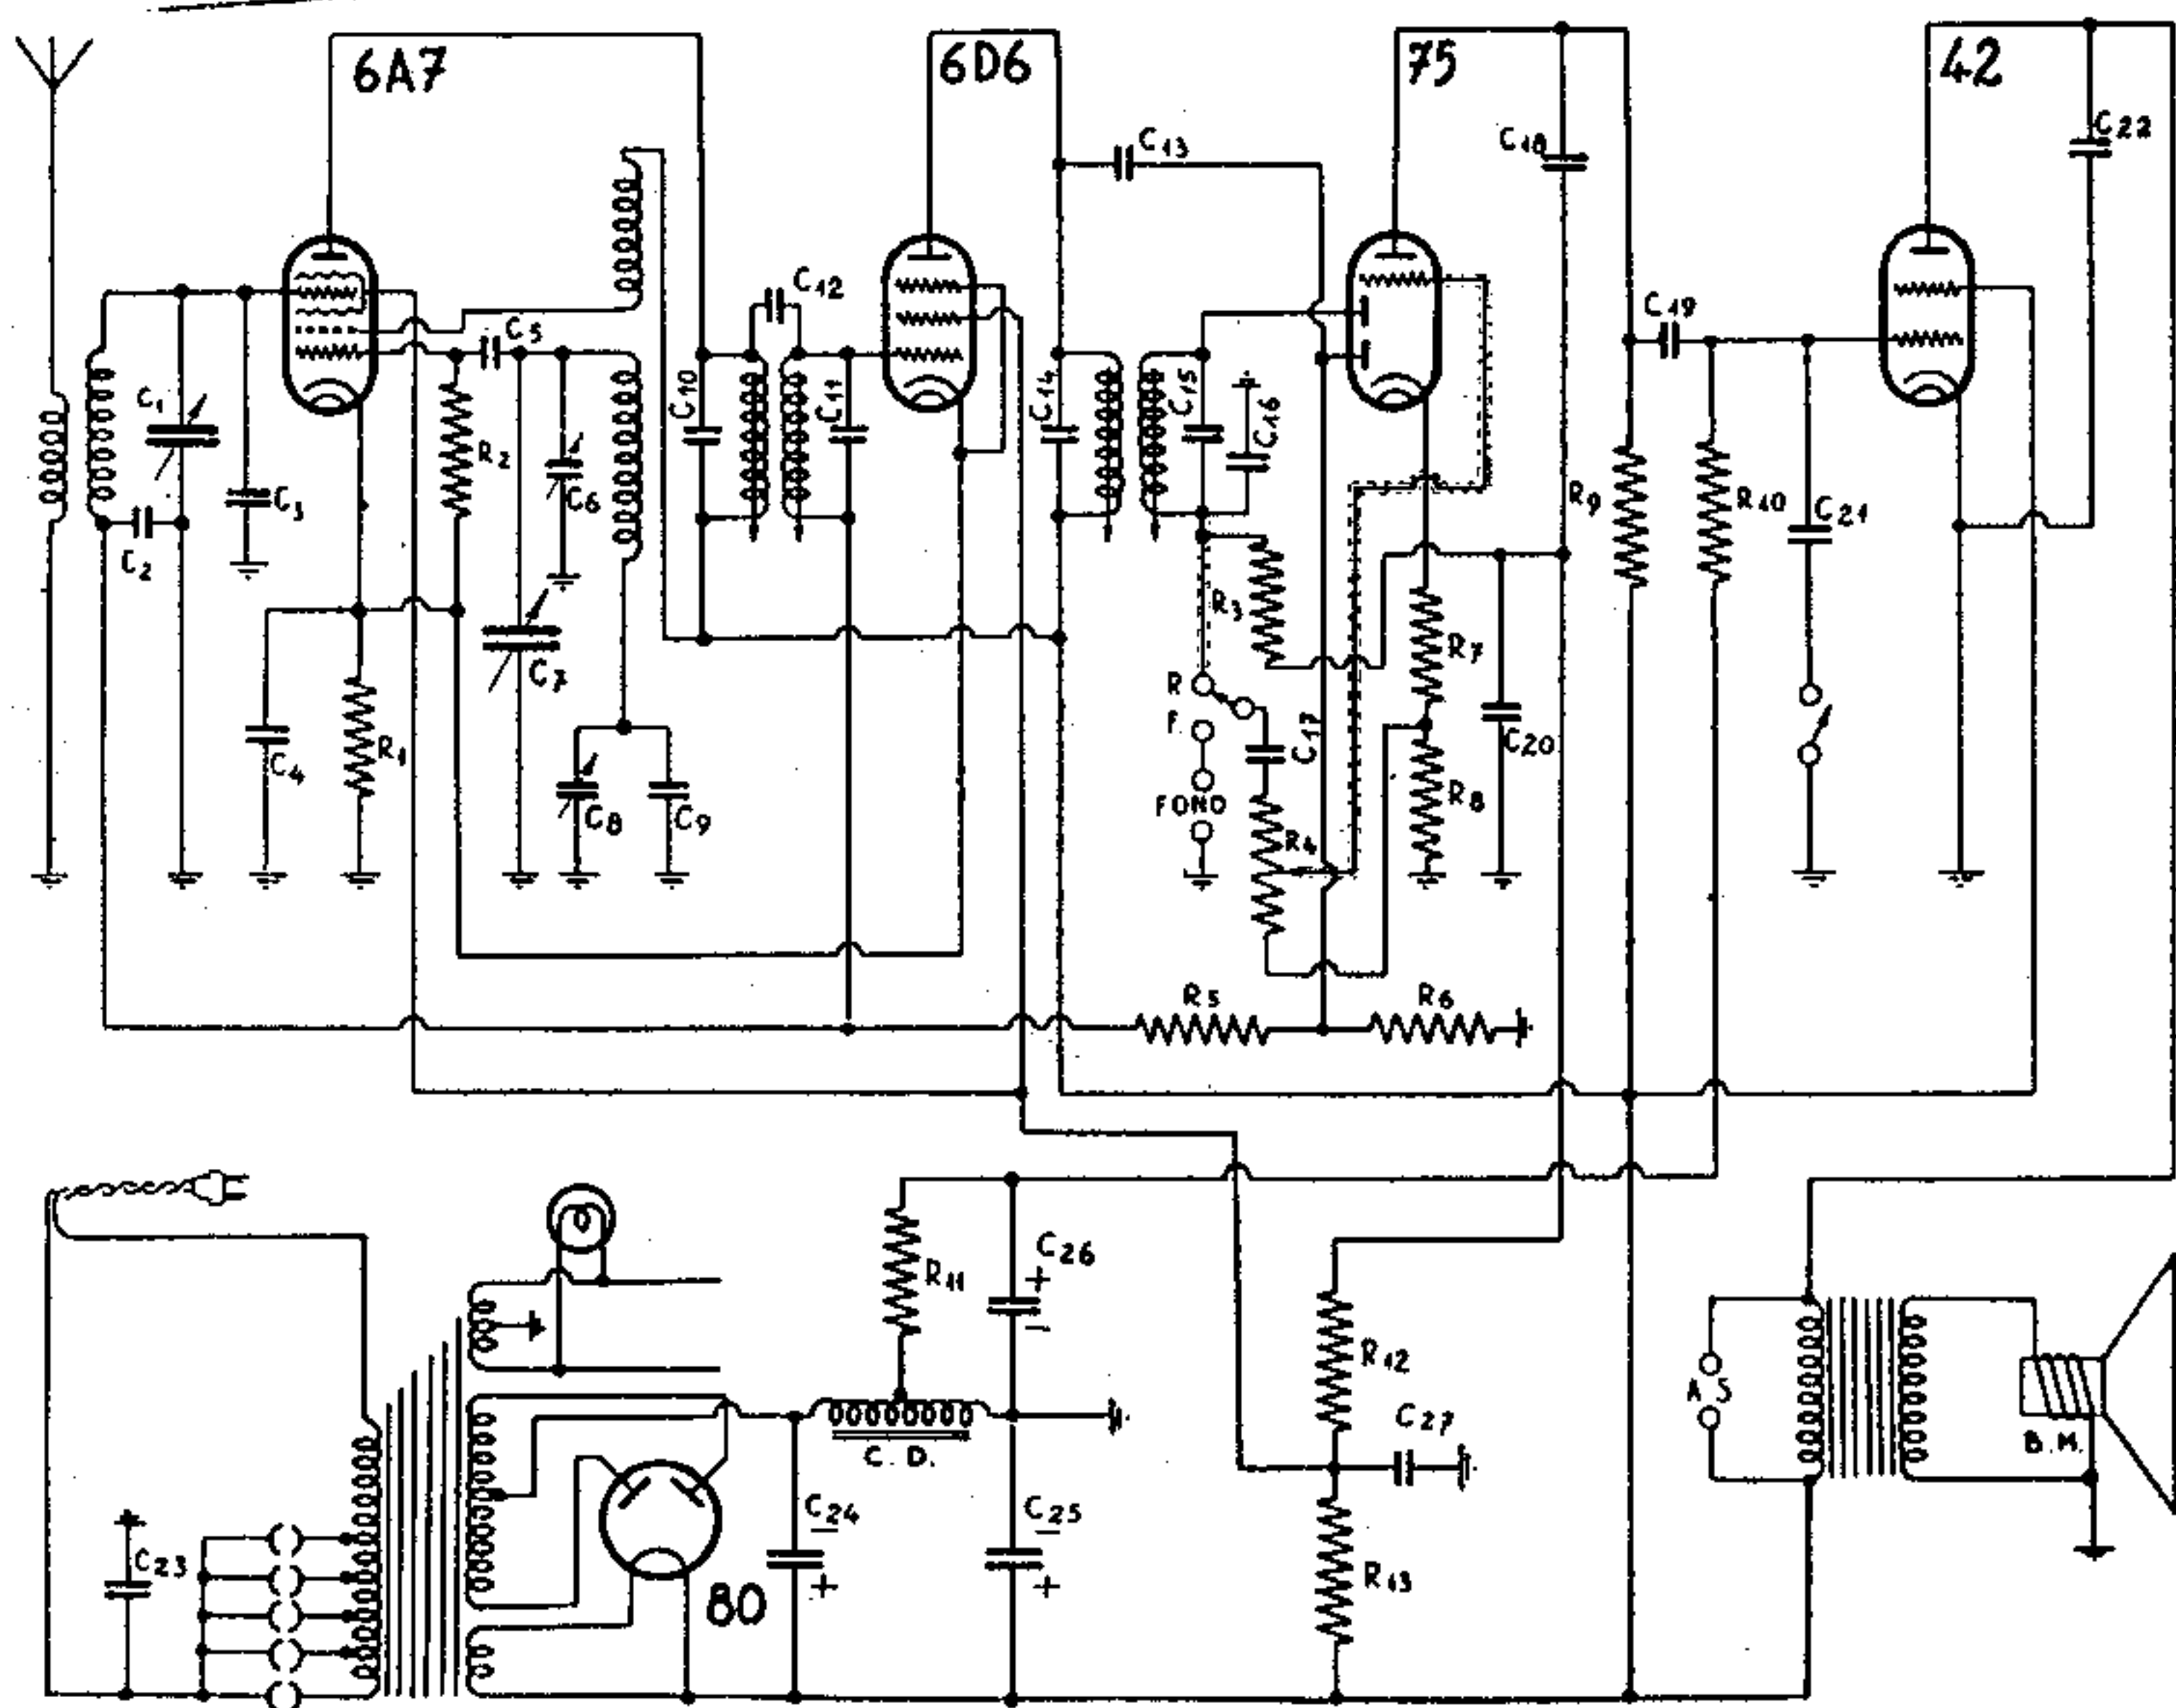 6A7
6D6
75
42
C13
C18
C22
C12
C5
C19
C1
C10
C11
C14
C15
C16
R2
C6
C3
C2
R9
R10
C21
R3
R7
C7
R
F.
C17
C20
C4
R1
C8
C9
FOND
R4
R8
R5
R6
C26
+
R11
−
R12
A S
C27
C. D.
B.M.
C24
−
C25
−
C23
+
+
R13
80